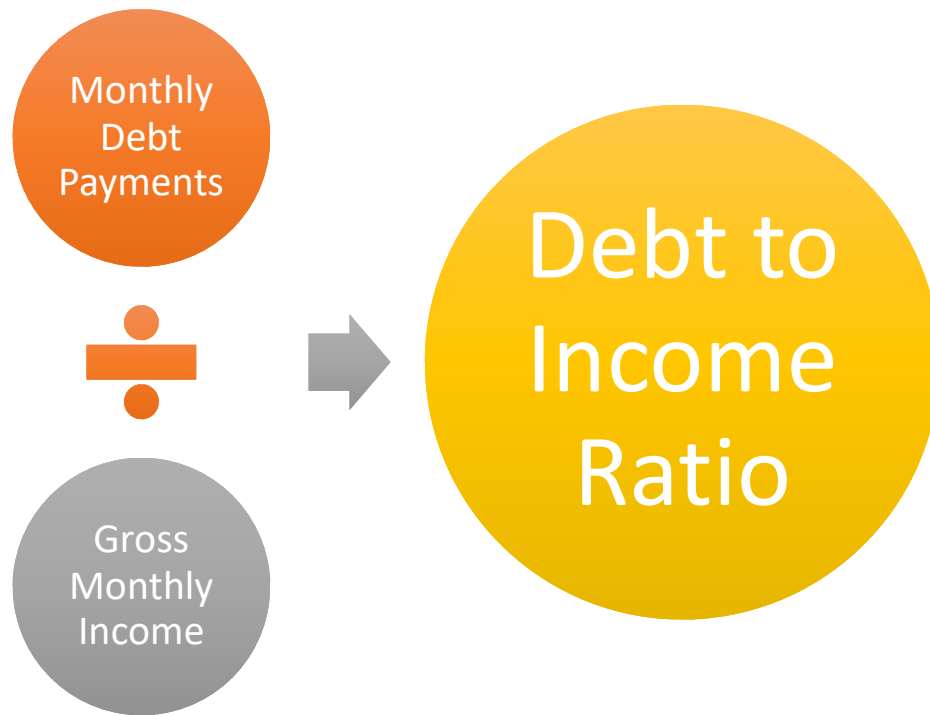 Monthly
Debt
Payments
÷
Gross
Monthly
Income
Debt to
Income
Ratio